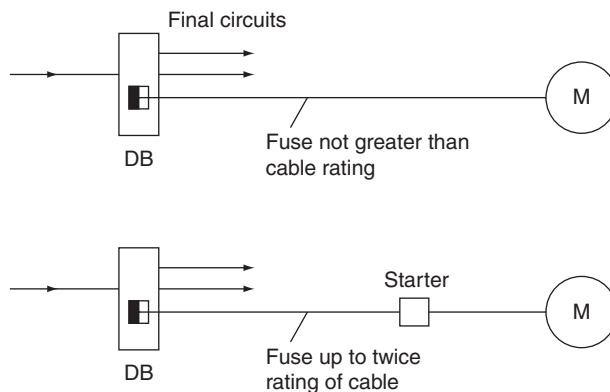 Final circuits
M
DB
Fuse not greater than
cable rating
Starter
M
DB
Fuse up to twice
rating of cable